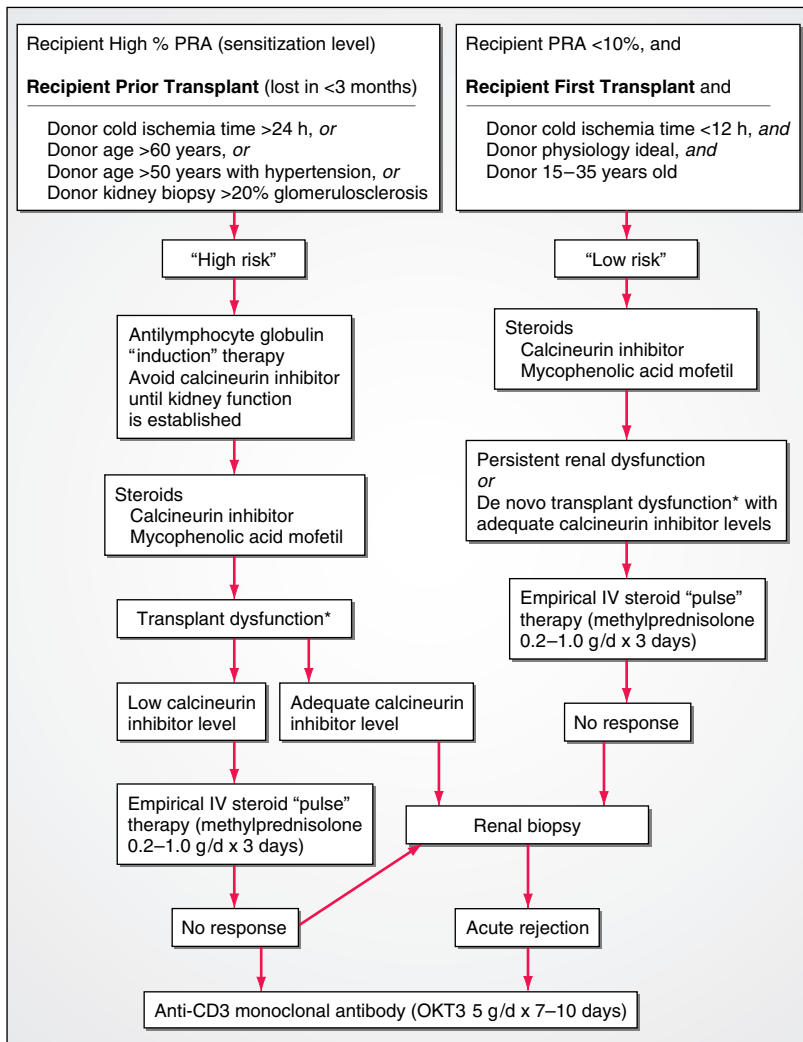 Recipient High % PRA (sensitization level)
Recipient Prior Transplant (lost in <3 months)
Donor cold ischemia time >24 h, or
Donor age >60 years, or
Donor age >50 years with hypertension, or
Donor kidney biopsy >20% glomerulosclerosis
Recipient PRA <10%, and
Recipient First Transplant and
Donor cold ischemia time <12 h, and
Donor physiology ideal, and
Donor 15–35 years old
“High risk”
“Low risk”
Antilymphocyte globulin
“induction” therapy
Avoid calcineurin inhibitor
until kidney function
is established
Steroids
Calcineurin inhibitor
Mycophenolic acid mofetil
Steroids
Calcineurin inhibitor
Mycophenolic acid mofetil
Persistent renal dysfunction
or
De novo transplant dysfunction* with
adequate calcineurin inhibitor levels
Transplant dysfunction*
Empirical IV steroid “pulse”
therapy (methylprednisolone
0.2–1.0 g/d x 3 days)
Low calcineurin
inhibitor level
Adequate calcineurin
inhibitor level
No response
Empirical IV steroid “pulse”
therapy (methylprednisolone
0.2–1.0 g/d x 3 days)
Renal biopsy
No response
Acute rejection
Anti-CD3 monoclonal antibody (OKT3 5 g/d x 7–10 days)